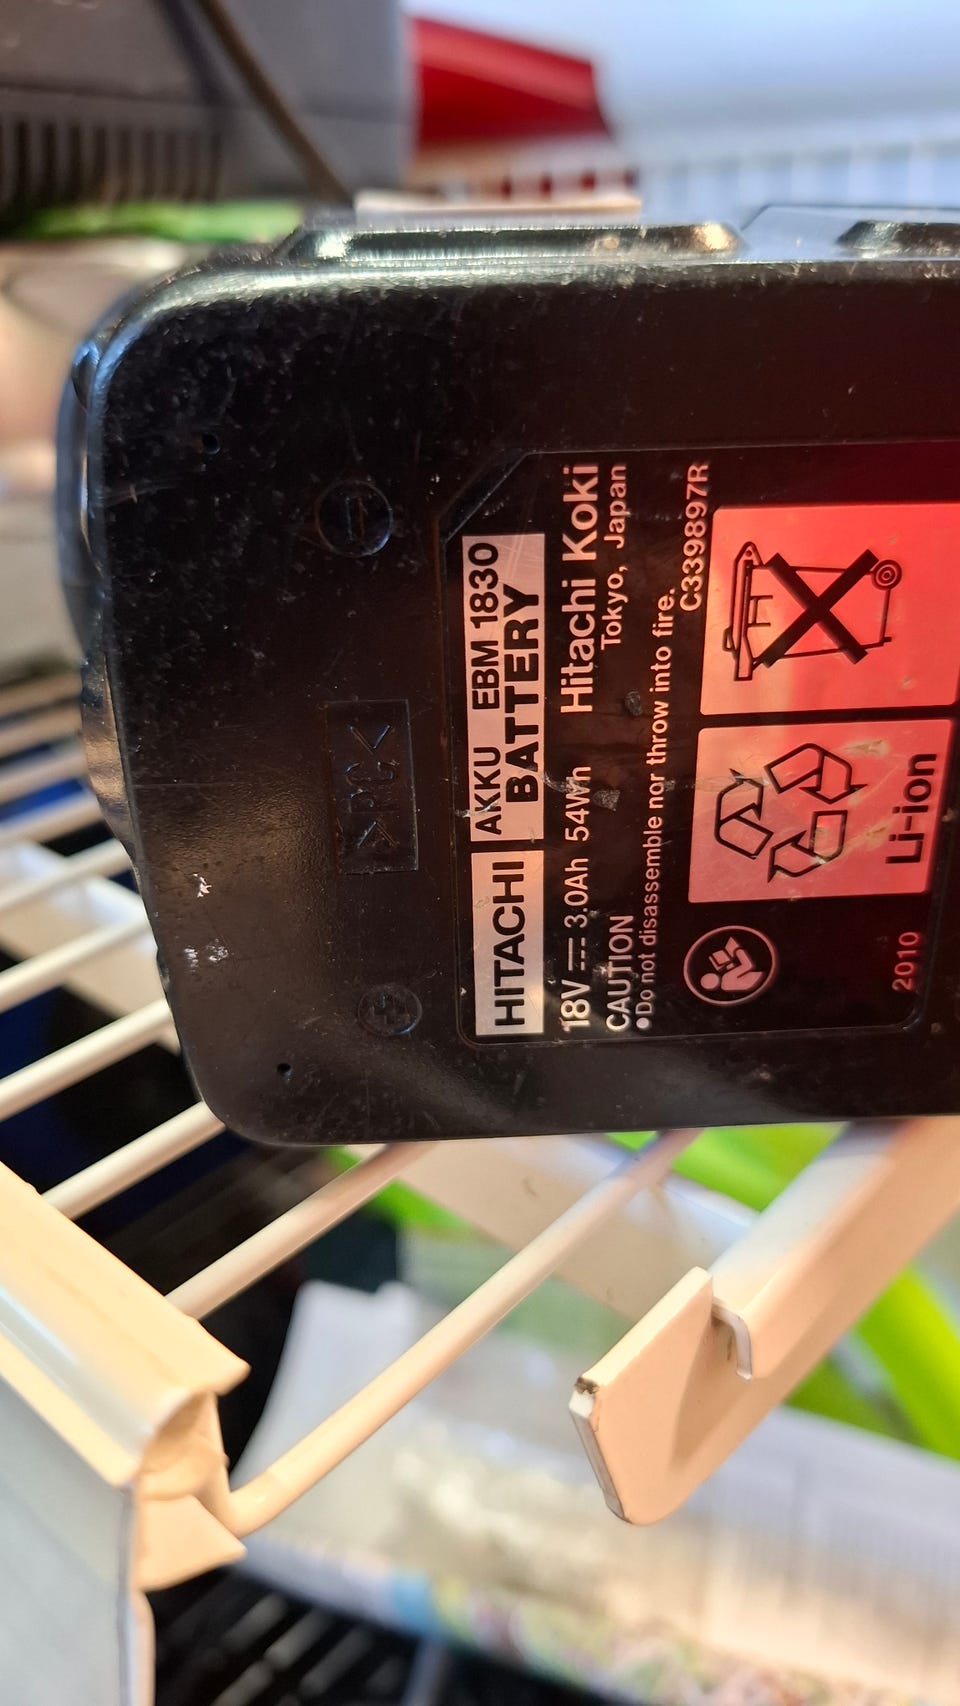 HITACHI AKKU EBM 1830
BATTERY
18V 3.0Ah 54Wh Hitachi Koki
Tokyo, Japan
CAUTION
●Do not disassemble nor throw into fire.
C339897R
Li-ion
2010